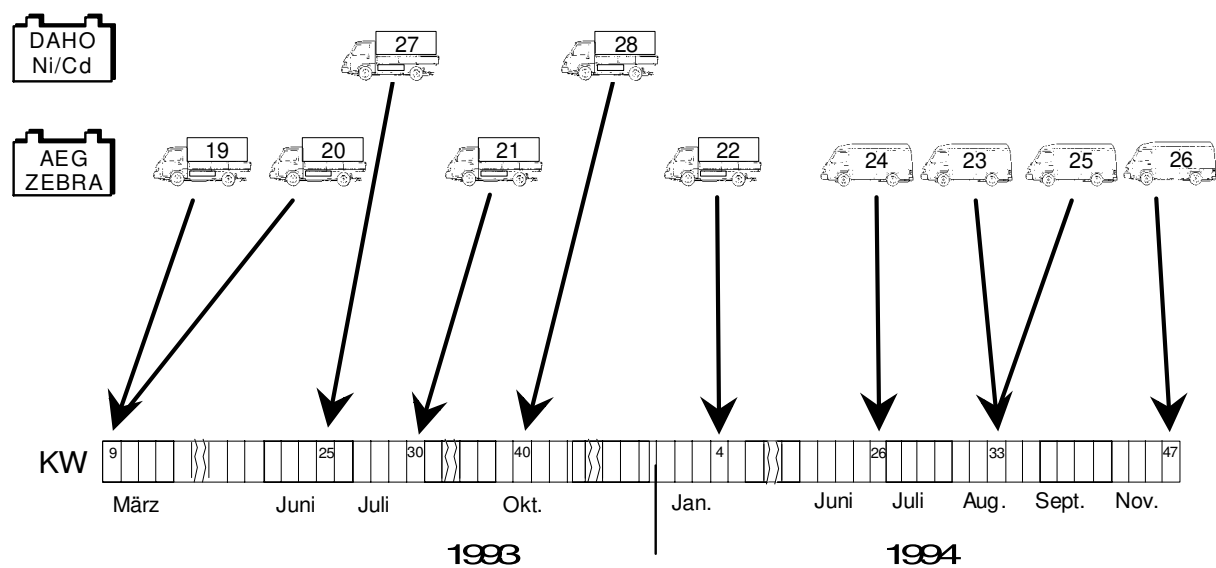 DAHO
Ni/Cd
27
28
AEG
ZEBRA
19
20
21
22
24
23
25
26
KW
9
25
30
40
4
26
33
47
März
Juni
Juli
Okt.
Jan.
Juni
Juli
Aug.
Sept.
Nov.
1993
1994